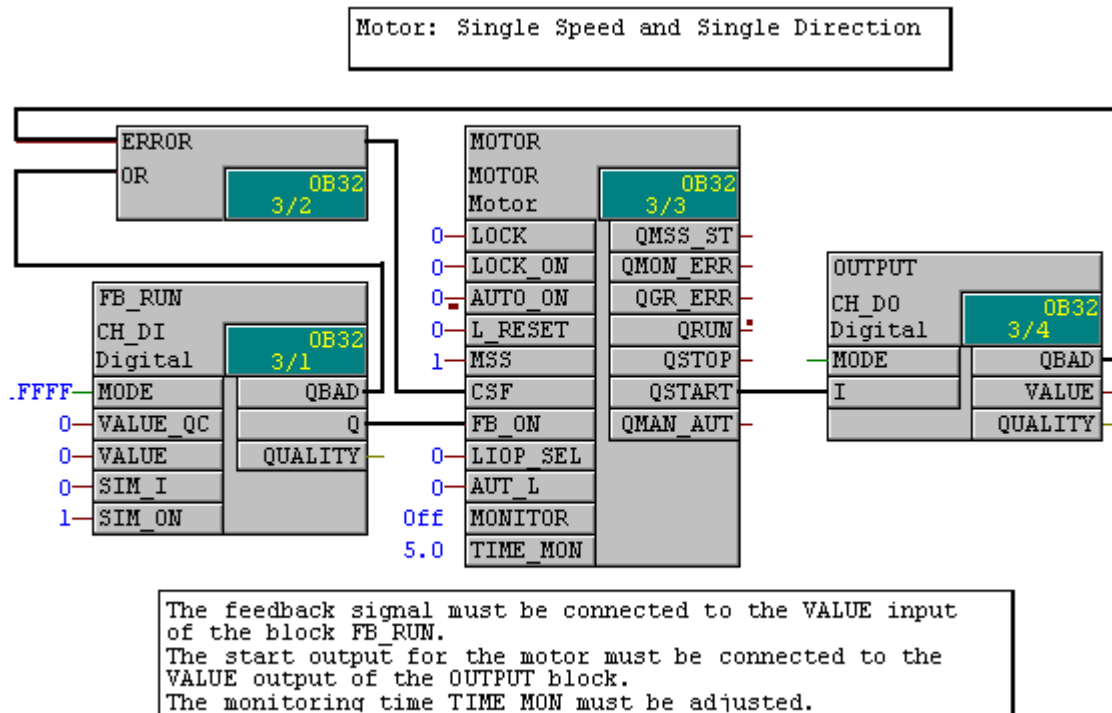 Motor: Single Speed and Single Direction
ERROR
OR
OB32
3/2
FB_RUN
CH_DI
Digital
OB32
3/1
.FFFF MODE QBAD
0 VALUE_QC Q
0 VALUE QUALITY
0 SIM_I
1 SIM_ON
MOTOR
MOTOR
Motor
OB32
3/3
0 LOCK QMSS_ST
0 LOCK_ON QMON_ERR
0 AUTO_ON QGR_ERR
0 L_RESET QRUN
1 MSS QSTOP
CSF QSTART
FB_ON QMAN_AUT
0 LIOP_SEL
0 AUT_L
Off MONITOR
5.0 TIME_MON
OUTPUT
CH_DO
Digital
OB32
3/4
MODE QBAD
I VALUE
QUALITY
The feedback signal must be connected to the VALUE input
of the block FB_RUN.
The start output for the motor must be connected to the
VALUE output of the OUTPUT block.
The monitoring time TIME MON must be adjusted.